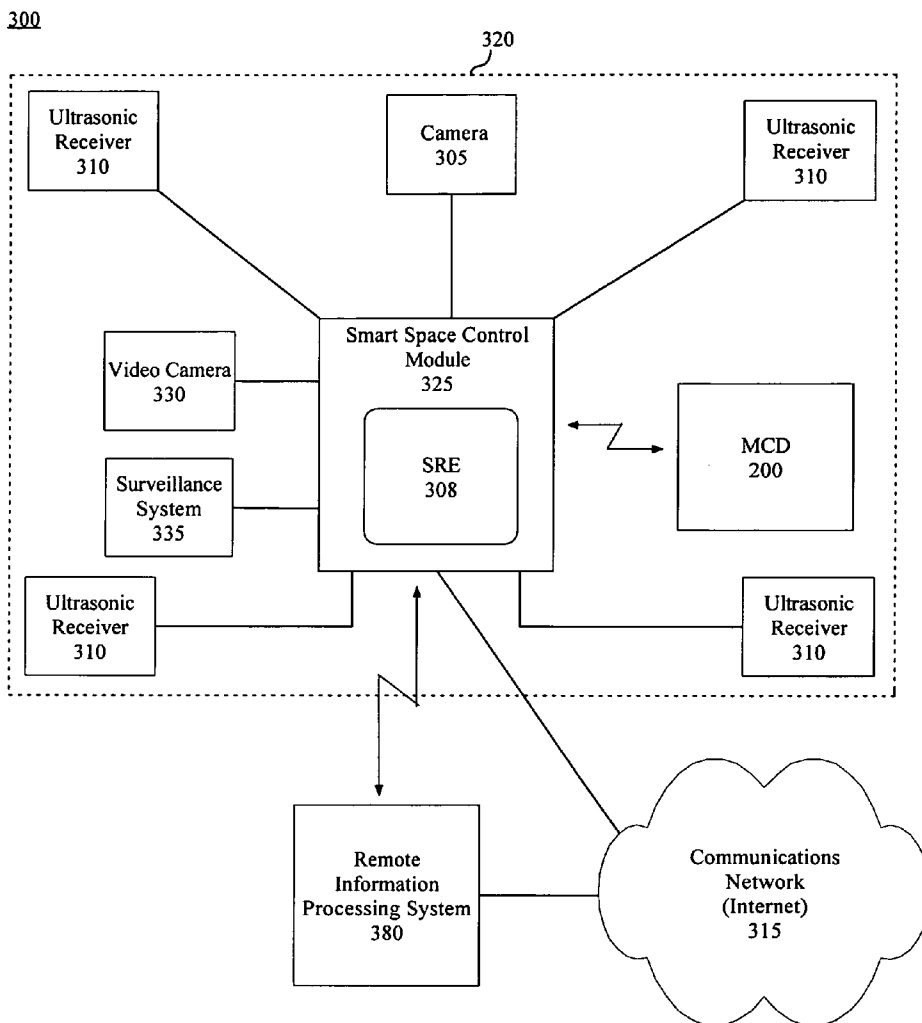 300
320
Ultrasonic
Receiver
310
Camera
305
Ultrasonic
Receiver
310
Smart Space Control
Module
325
Video Camera
330
SRE
308
MCD
200
Surveillance
System
335
Ultrasonic
Receiver
310
Ultrasonic
Receiver
310
Remote
Information
Processing System
380
Communications
Network
(Internet)
315